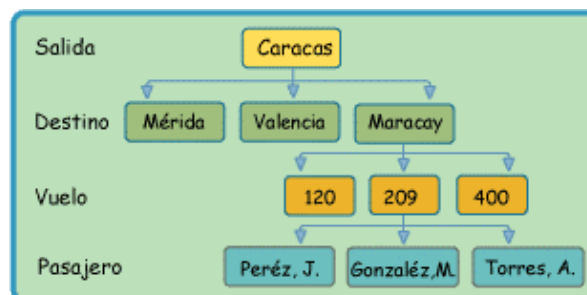 Salida Caracas
Destino Mérida Valencia Maracay
Vuelo 120 209 400
Pasajero Peréz, J. Gonzaléz,M. Torres, A.